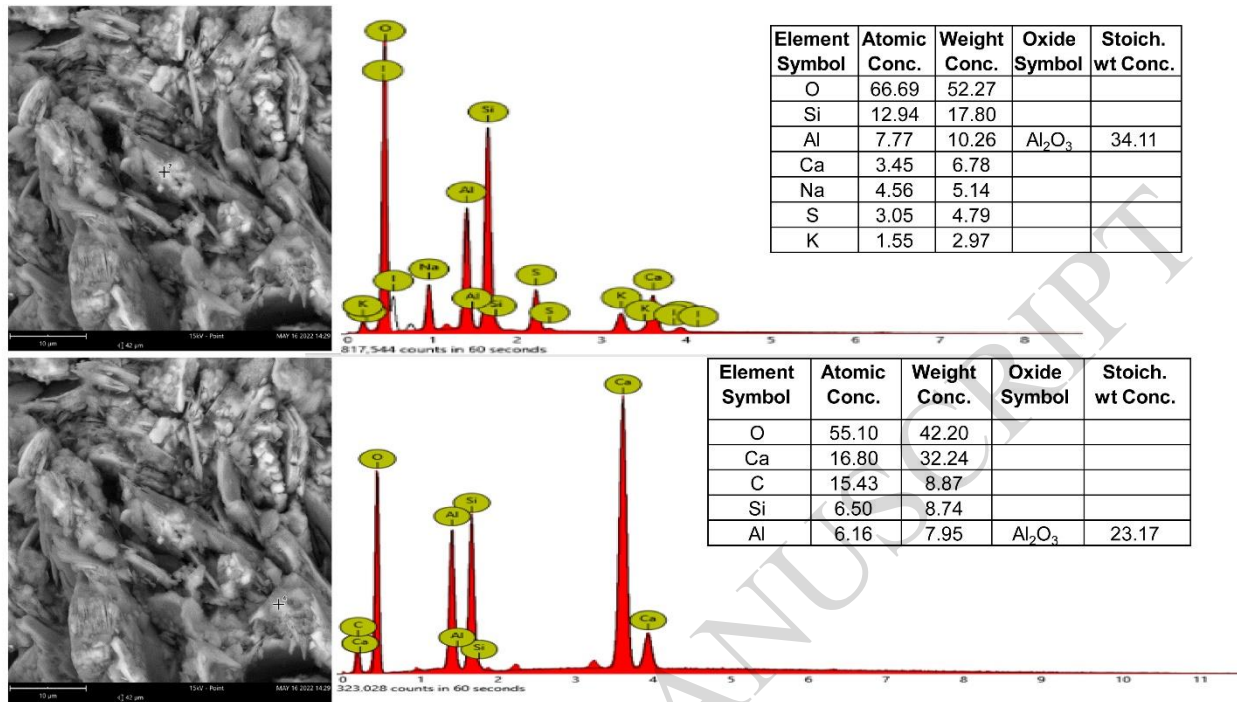 +7
10 µm
42 µm
15kV - Point
MAY 16 2022 14:29
O
I
Si
Al
I
Na
K
Al
Si
S
S
K
K
Ca
I
I
I
0 1 2 3 4 5 6 7 8
817,544 counts in 60 seconds
Element Symbol Atomic Conc. Weight Conc. Oxide Symbol Stoich. wt Conc.
O 66.69 52.27
Si 12.94 17.80
Al 7.77 10.26 Al₂O₃ 34.11
Ca 3.45 6.78
Na 4.56 5.14
S 3.05 4.79
K 1.55 2.97
10 µm
42 µm
15kV - Point
MAY 16 2022 14:29
Ca
O
Al
Si
C
Ca
Al
Si
Ca
0 1 2 3 4 5 6 7 8 9 10 11
323,028 counts in 60 seconds
Element Symbol Atomic Conc. Weight Conc. Oxide Symbol Stoich. wt Conc.
O 55.10 42.20
Ca 16.80 32.24
C 15.43 8.87
Si 6.50 8.74
Al 6.16 7.95 Al₂O₃ 23.17
ANUSCRIPT